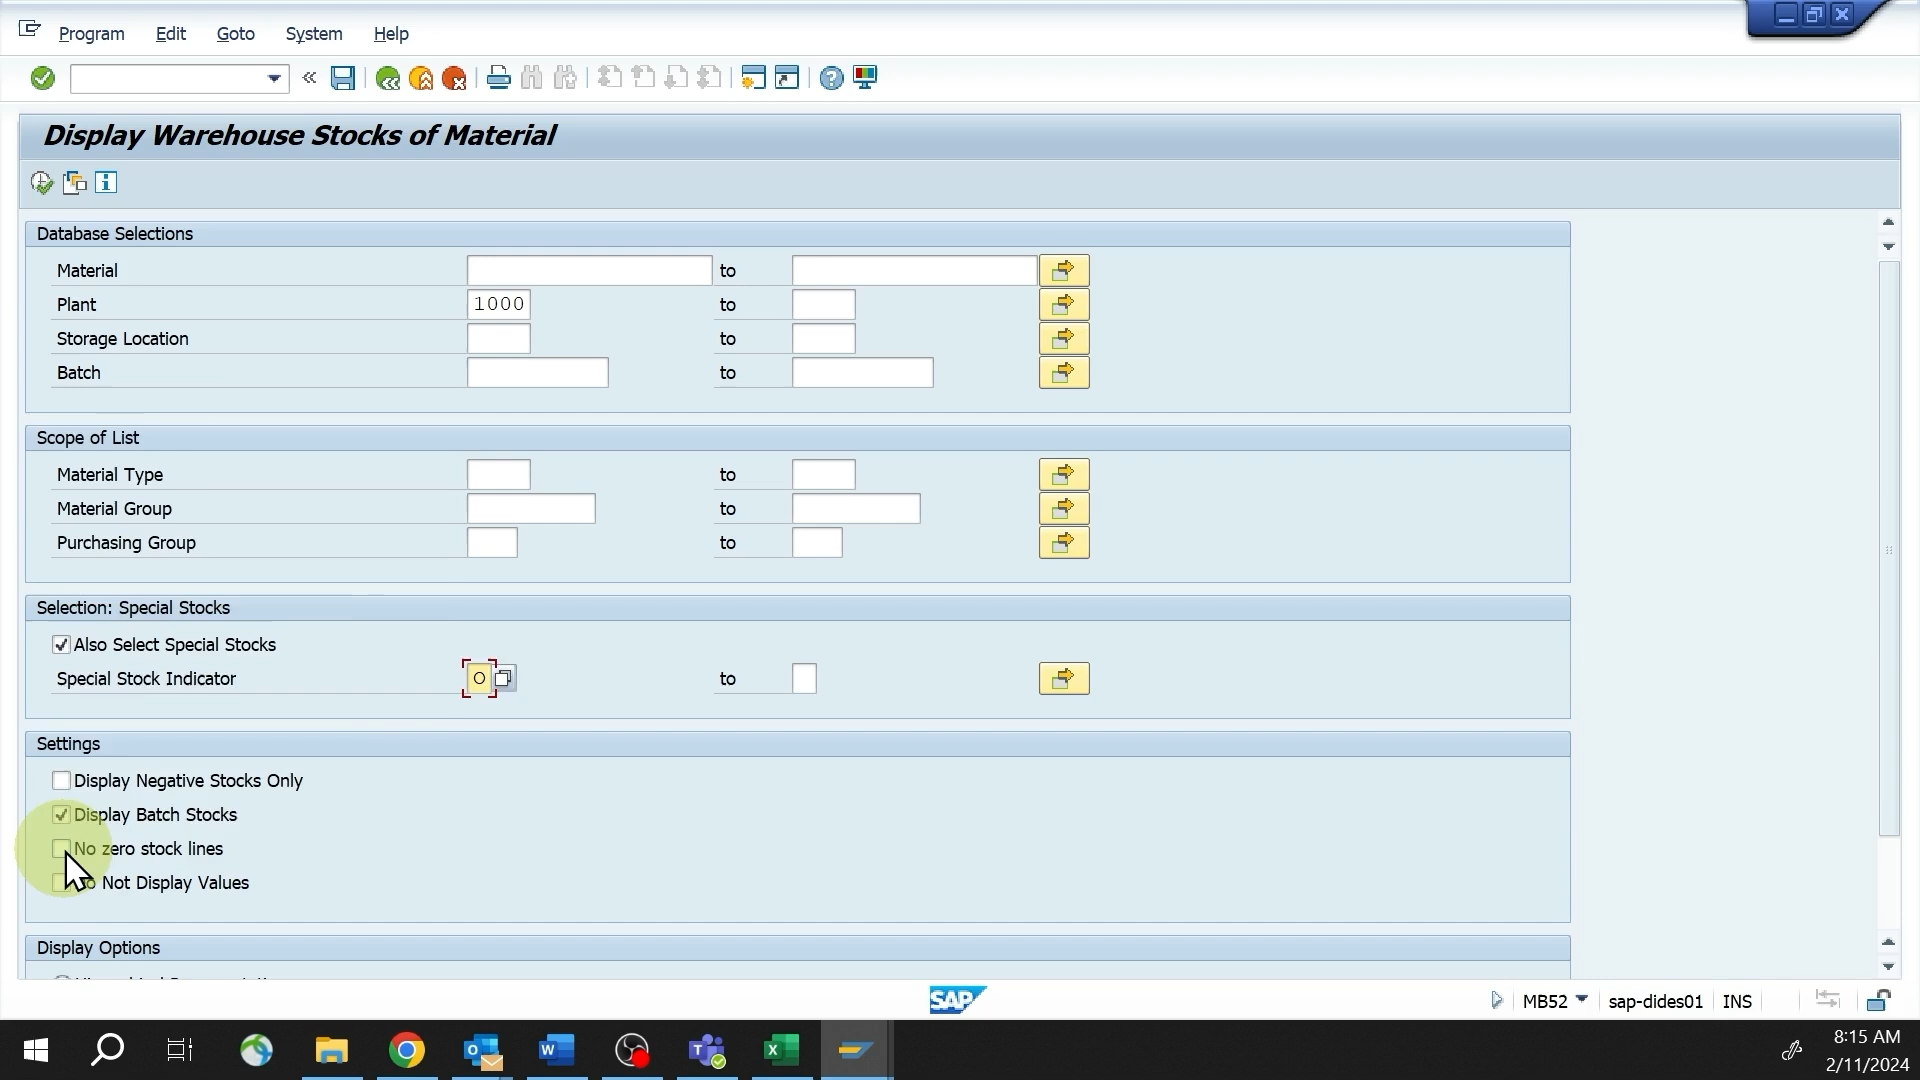 Program Edit Goto System Help
Display Warehouse Stocks of Material
Database Selections
Material to
Plant 1000 to
Storage Location to
Batch to
Scope of List
Material Type to
Material Group to
Purchasing Group to
Selection: Special Stocks
Also Select Special Stocks
Special Stock Indicator O to
Settings
Display Negative Stocks Only
Display Batch Stocks
No zero stock lines
Not Display Values
Display Options
SAP MB52 sap-dides01 INS
8:15 AM
2/11/2024